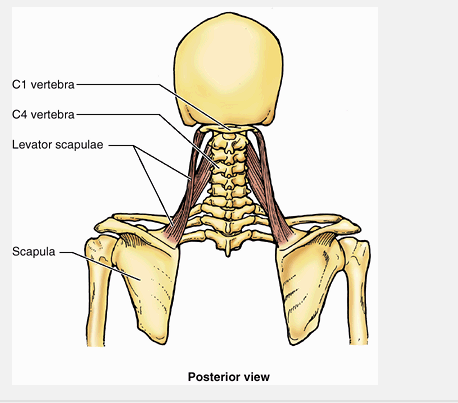 C1 vertebra
C4 vertebra
Levator scapulae
Scapula
Posterior view